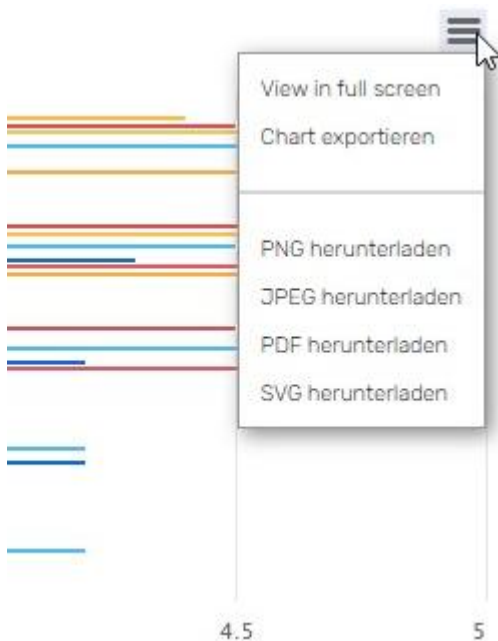 View in full screen
Chart exportieren
PNG herunterladen
JPEG herunterladen
PDF herunterladen
SVG herunterladen
4.5 5